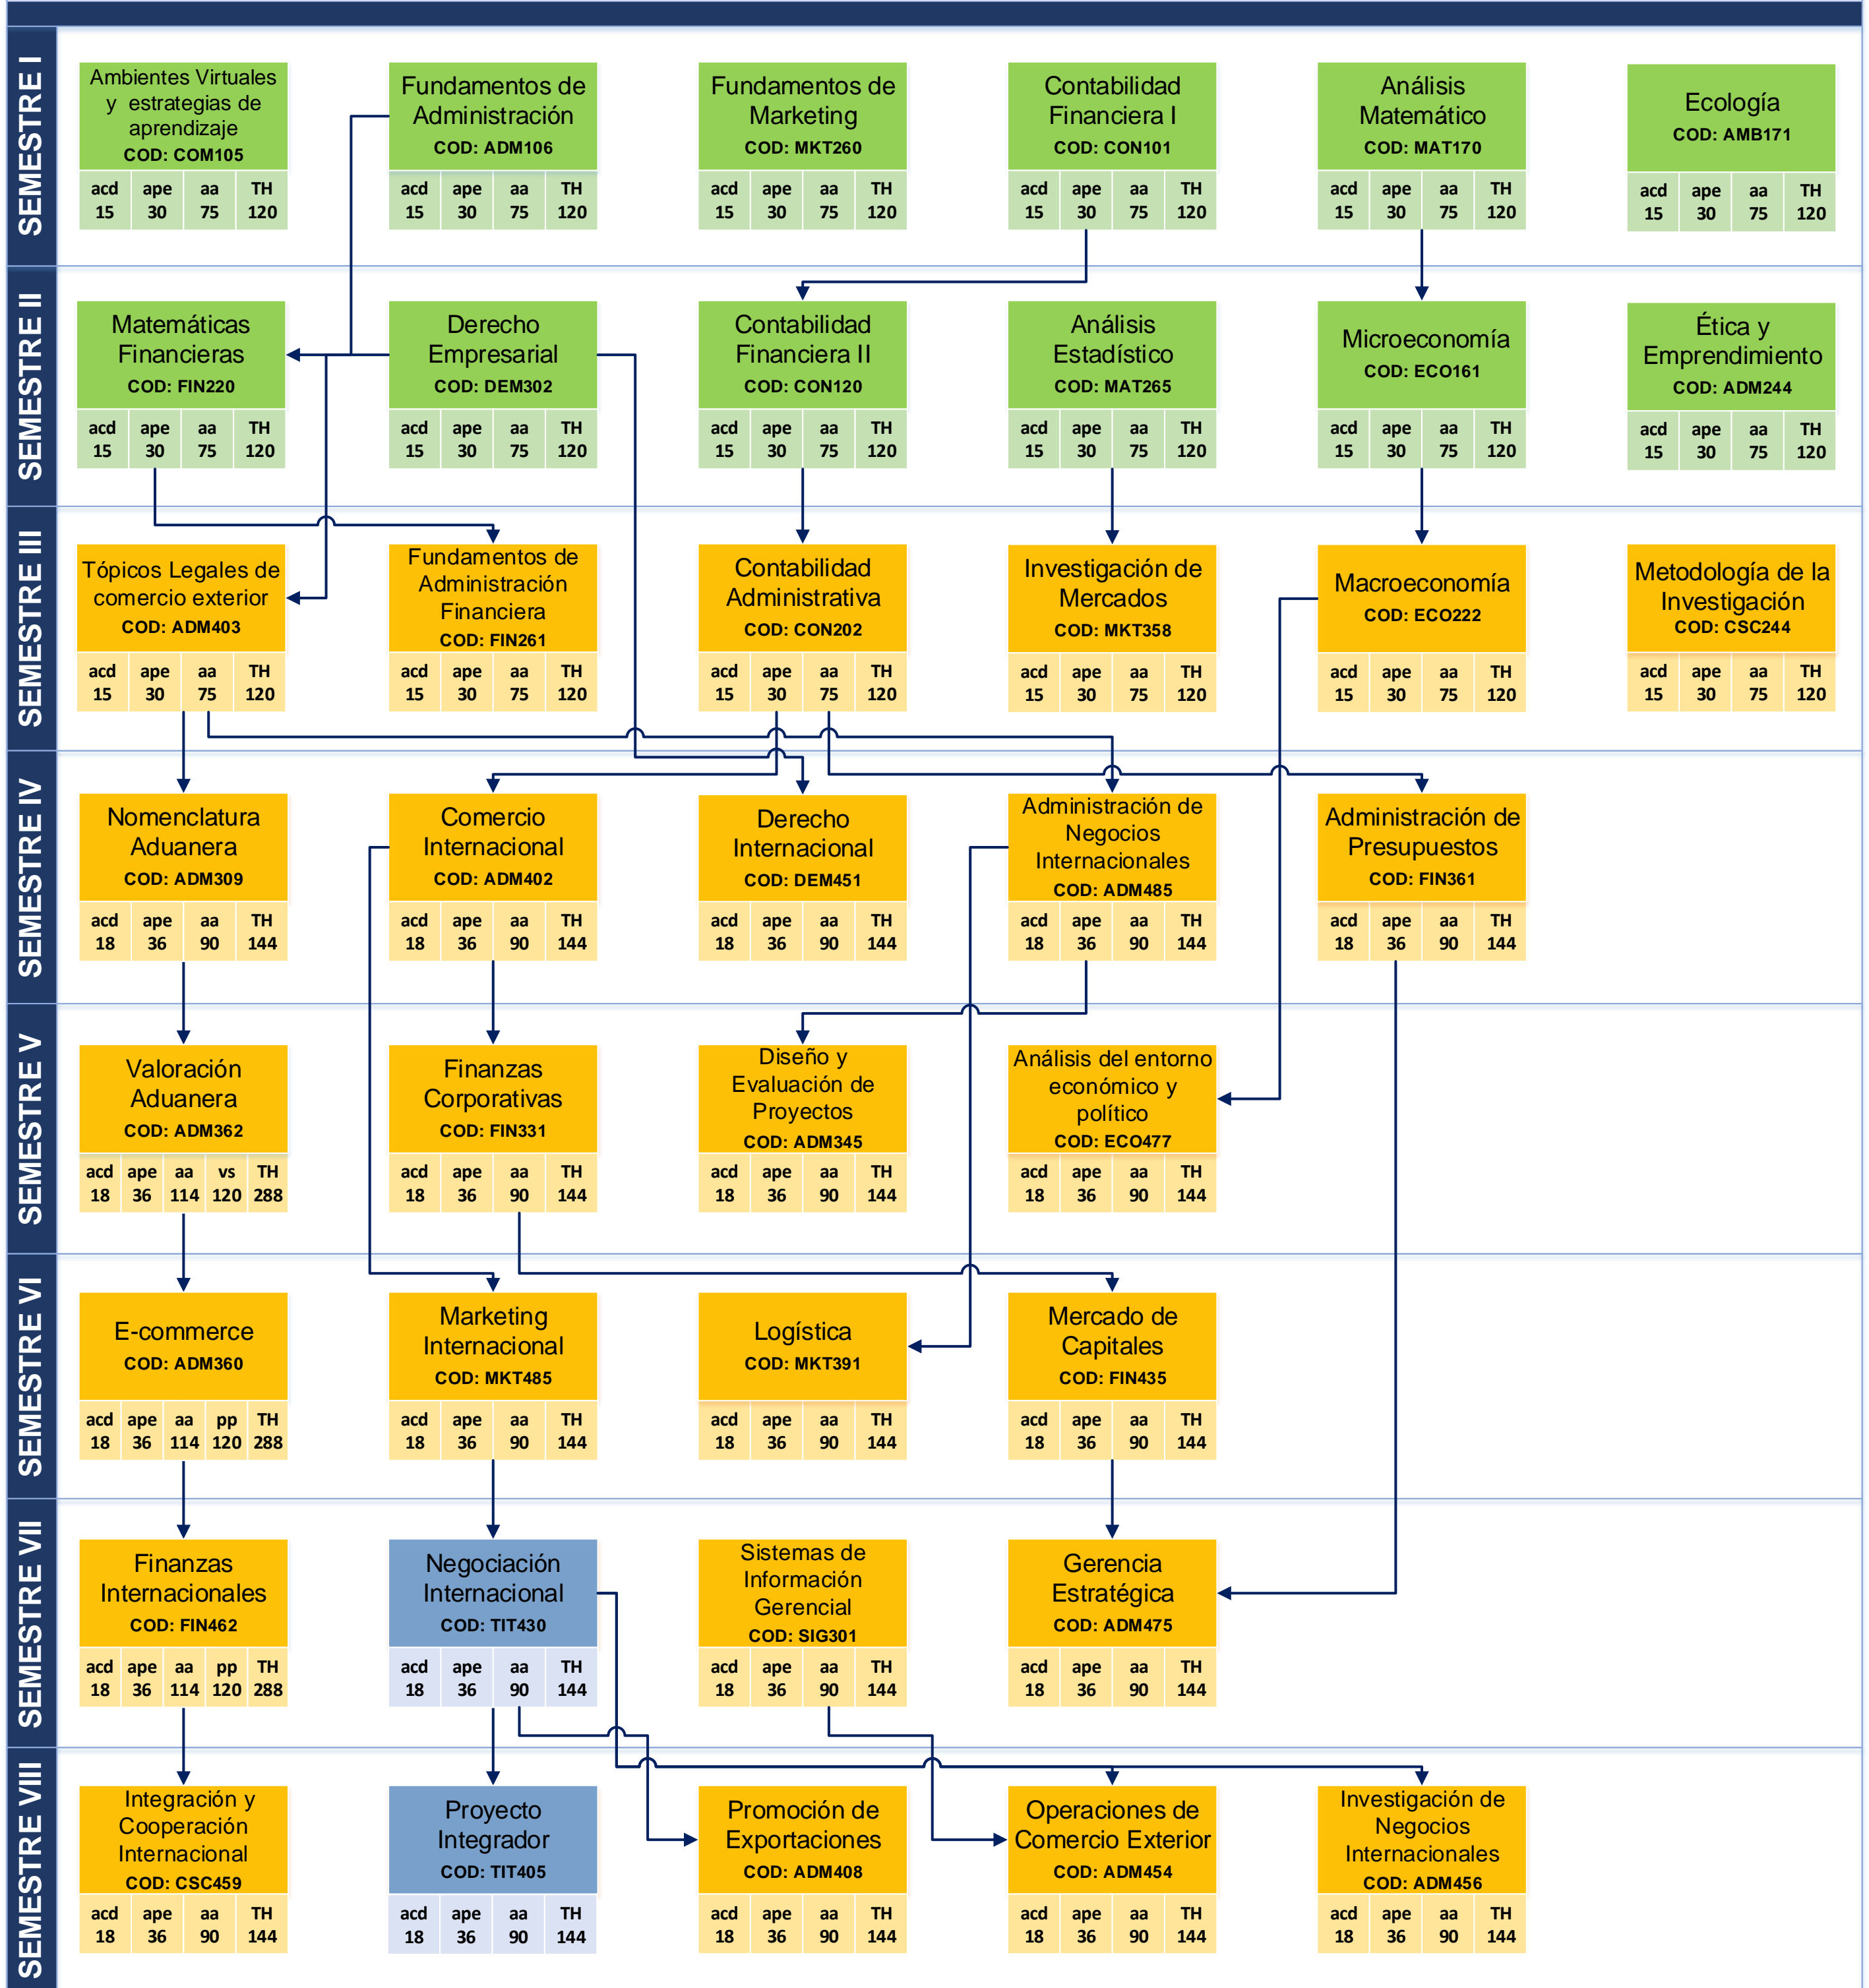 SEMESTRE I
Ambientes Virtuales
y estrategias de
aprendizaje
COD: COM105
acd ape aa TH
15 30 75 120
Fundamentos de
Administración
COD: ADM106
acd ape aa TH
15 30 75 120
Fundamentos de
Marketing
COD: MKT260
acd ape aa TH
15 30 75 120
Contabilidad
Financiera I
COD: CON101
acd ape aa TH
15 30 75 120
Análisis
Matemático
COD: MAT170
acd ape aa TH
15 30 75 120
Ecología
COD: AMB171
acd ape aa TH
15 30 75 120
SEMESTRE II
Matemáticas
Financieras
COD: FIN220
acd ape aa TH
15 30 75 120
Derecho
Empresarial
COD: DEM302
acd ape aa TH
15 30 75 120
Contabilidad
Financiera II
COD: CON120
acd ape aa TH
15 30 75 120
Análisis
Estadístico
COD: MAT265
acd ape aa TH
15 30 75 120
Microeconomía
COD: ECO161
acd ape aa TH
15 30 75 120
Ética y
Emprendimiento
COD: ADM244
acd ape aa TH
15 30 75 120
SEMESTRE III
Tópicos Legales de
comercio exterior
COD: ADM403
acd ape aa TH
15 30 75 120
Fundamentos de
Administración
Financiera
COD: FIN261
acd ape aa TH
15 30 75 120
Contabilidad
Administrativa
COD: CON202
acd ape aa TH
15 30 75 120
Investigación de
Mercados
COD: MKT358
acd ape aa TH
15 30 75 120
Macroeconomía
COD: ECO222
acd ape aa TH
15 30 75 120
Metodología de la
Investigación
COD: CSC244
acd ape aa TH
15 30 75 120
SEMESTRE IV
Nomenclatura
Aduanera
COD: ADM309
acd ape aa TH
18 36 90 144
Comercio
Internacional
COD: ADM402
acd ape aa TH
18 36 90 144
Derecho
Internacional
COD: DEM451
acd ape aa TH
18 36 90 144
Administración de
Negocios
Internacionales
COD: ADM485
acd ape aa TH
18 36 90 144
Administración de
Presupuestos
COD: FIN361
acd ape aa TH
18 36 90 144
SEMESTRE V
Valoración
Aduanera
COD: ADM362
acd ape aa vs TH
18 36 114 120 288
Finanzas
Corporativas
COD: FIN331
acd ape aa TH
18 36 90 144
Diseño y
Evaluación de
Proyectos
COD: ADM345
acd ape aa TH
18 36 90 144
Análisis del entorno
económico y
político
COD: ECO477
acd ape aa TH
18 36 90 144
SEMESTRE VI
E-commerce
COD: ADM360
acd ape aa pp TH
18 36 114 120 288
Marketing
Internacional
COD: MKT485
acd ape aa TH
18 36 90 144
Logística
COD: MKT391
acd ape aa TH
18 36 90 144
Mercado de
Capitales
COD: FIN435
acd ape aa TH
18 36 90 144
SEMESTRE VII
Finanzas
Internacionales
COD: FIN462
acd ape aa pp TH
18 36 114 120 288
Negociación
Internacional
COD: TIT430
acd ape aa TH
18 36 90 144
Sistemas de
Información
Gerencial
COD: SIG301
acd ape aa TH
18 36 90 144
Gerencia
Estratégica
COD: ADM475
acd ape aa TH
18 36 90 144
SEMESTRE VIII
Integración y
Cooperación
Internacional
COD: CSC459
acd ape aa TH
18 36 90 144
Proyecto
Integrador
COD: TIT405
acd ape aa TH
18 36 90 144
Promoción de
Exportaciones
COD: ADM408
acd ape aa TH
18 36 90 144
Operaciones de
Comercio Exterior
COD: ADM454
acd ape aa TH
18 36 90 144
Investigación de
Negocios
Internacionales
COD: ADM456
acd ape aa TH
18 36 90 144